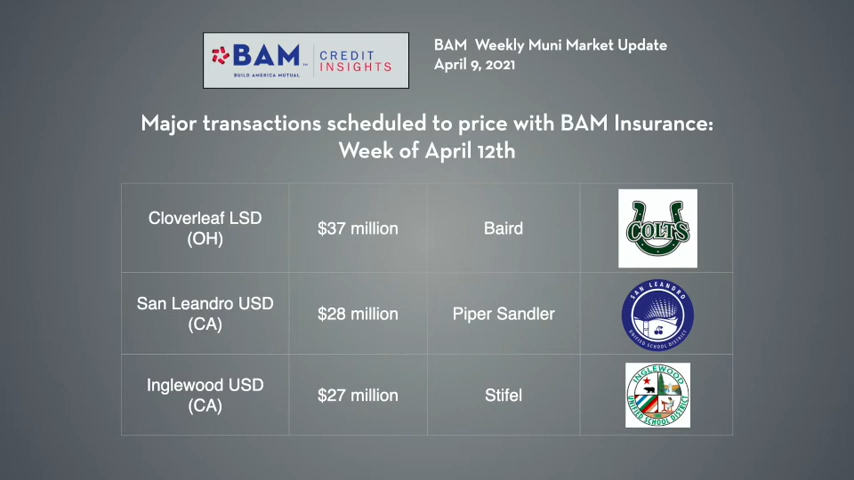 BAM
BUILD AMERICA MUTUAL
CREDIT
INSIGHTS
BAM Weekly Muni Market Update
April 9, 2021
Major transactions scheduled to price with BAM Insurance:
Week of April 12th
Cloverleaf LSD
(OH)
$37 million
Baird
COLTS
San Leandro USD
(CA)
$28 million
Piper Sandler
SAN LEANDRO
UNIFIED SCHOOL DISTRICT
Inglewood USD
(CA)
$27 million
Stifel
INGLEWOOD
UNIFIED SCHOOL DISTRICT